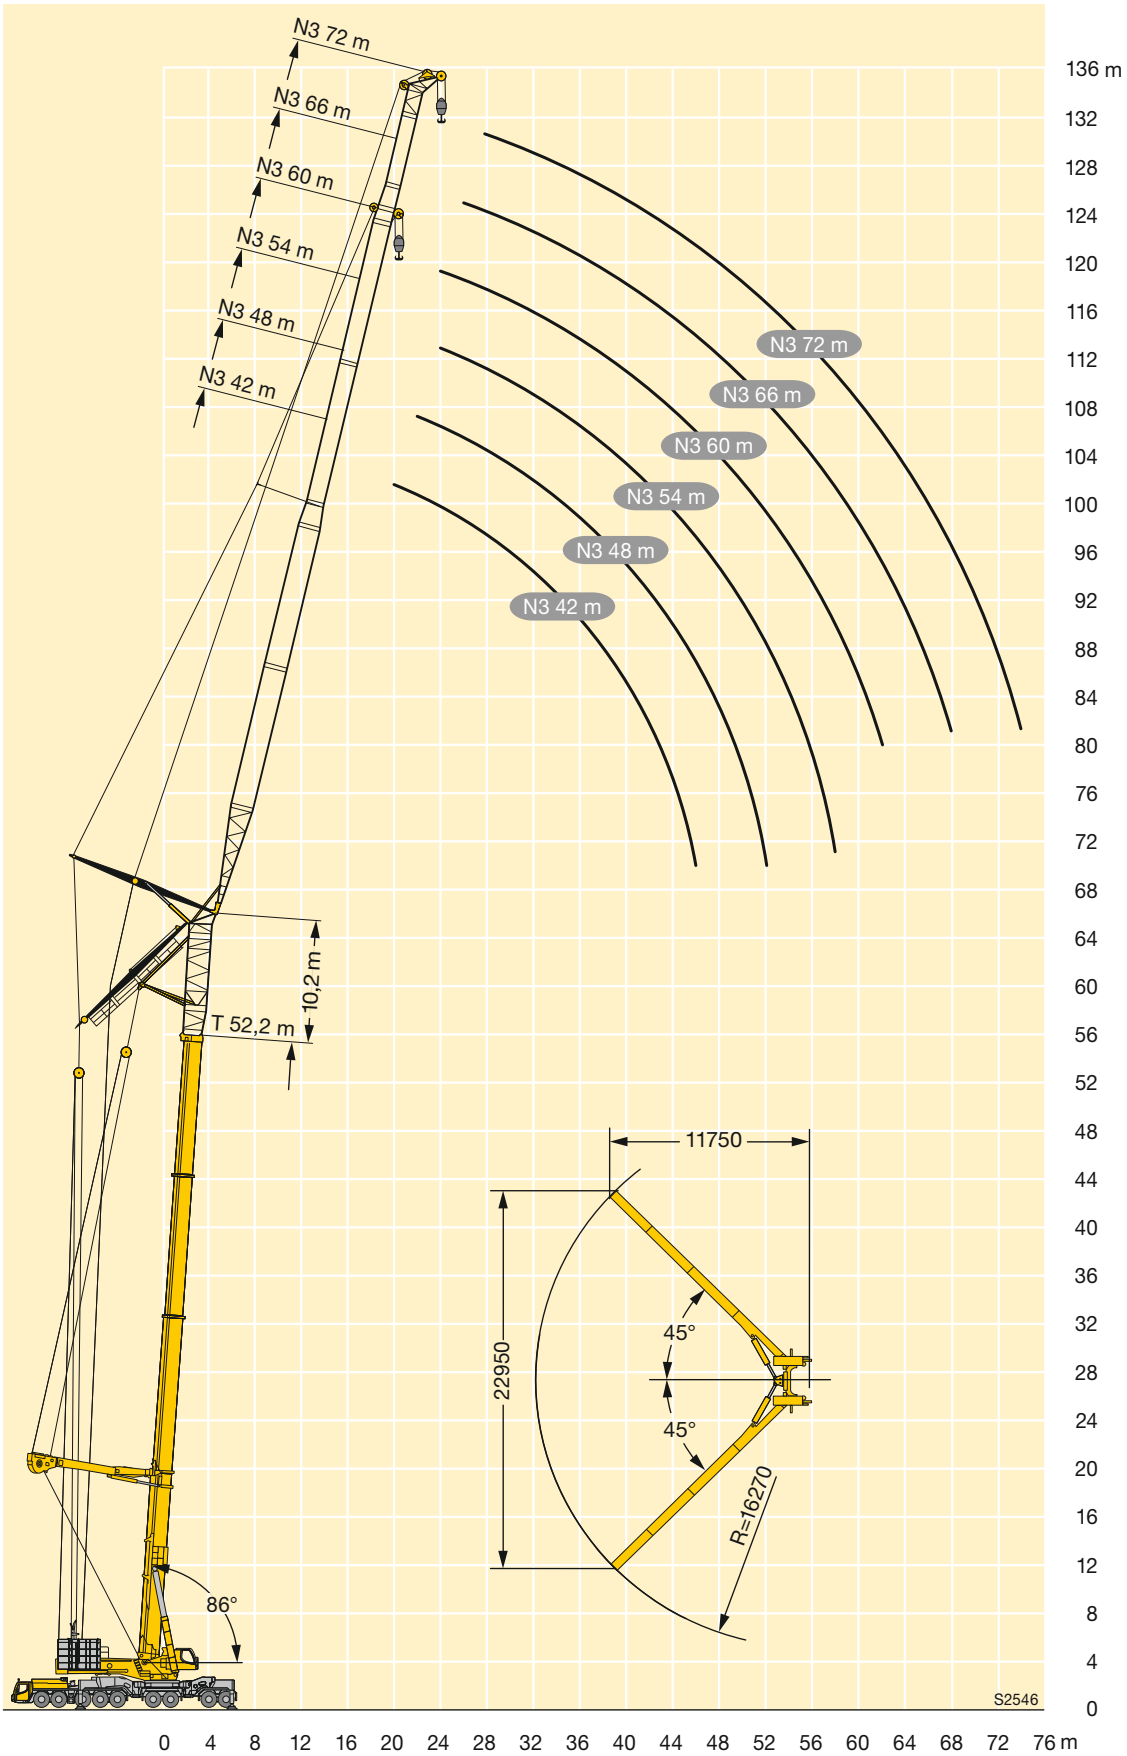 N3 72 m
N3 66 m
N3 60 m
N3 54 m
N3 48 m
N3 42 m
136 m
132
128
124
120
116
112
108
104
100
96
92
88
84
80
76
72
68
64
60
56
52
48
44
40
36
32
28
24
20
16
12
8
4
0
N3 72 m
N3 66 m
N3 60 m
N3 54 m
N3 48 m
N3 42 m
10,2 m
T 52,2 m
11750
22950
45°
45°
R=16270
86°
S2546
0 4 8 12 16 20 24 28 32 36 40 44 48 52 56 60 64 68 72 76 m